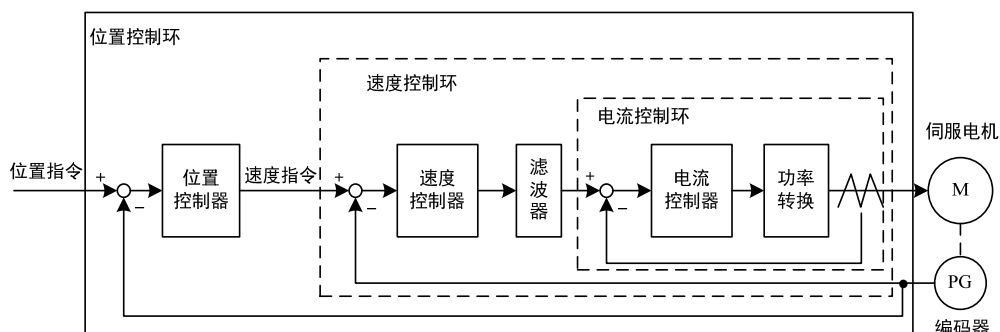 位置控制环
速度控制环
电流控制环
伺服电机
位置指令
+
−
位置
控制器
速度指令
+
−
速度
控制器
滤
波
器
+
−
电流
控制器
功率
转换
M
PG
编码器